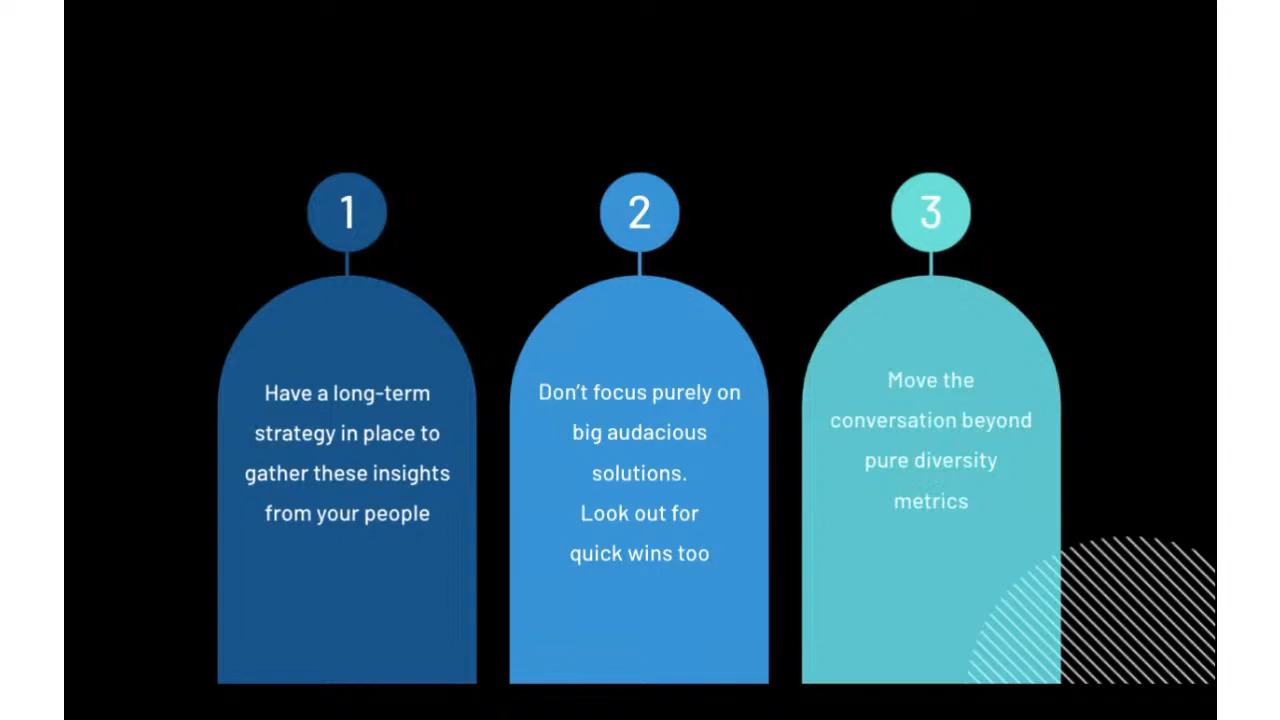 1
Have a long-term
strategy in place to
gather these insights
from your people
2
Don't focus purely on
big audacious
solutions.
Look out for
quick wins too
3
Move the
conversation beyond
pure diversity
metrics